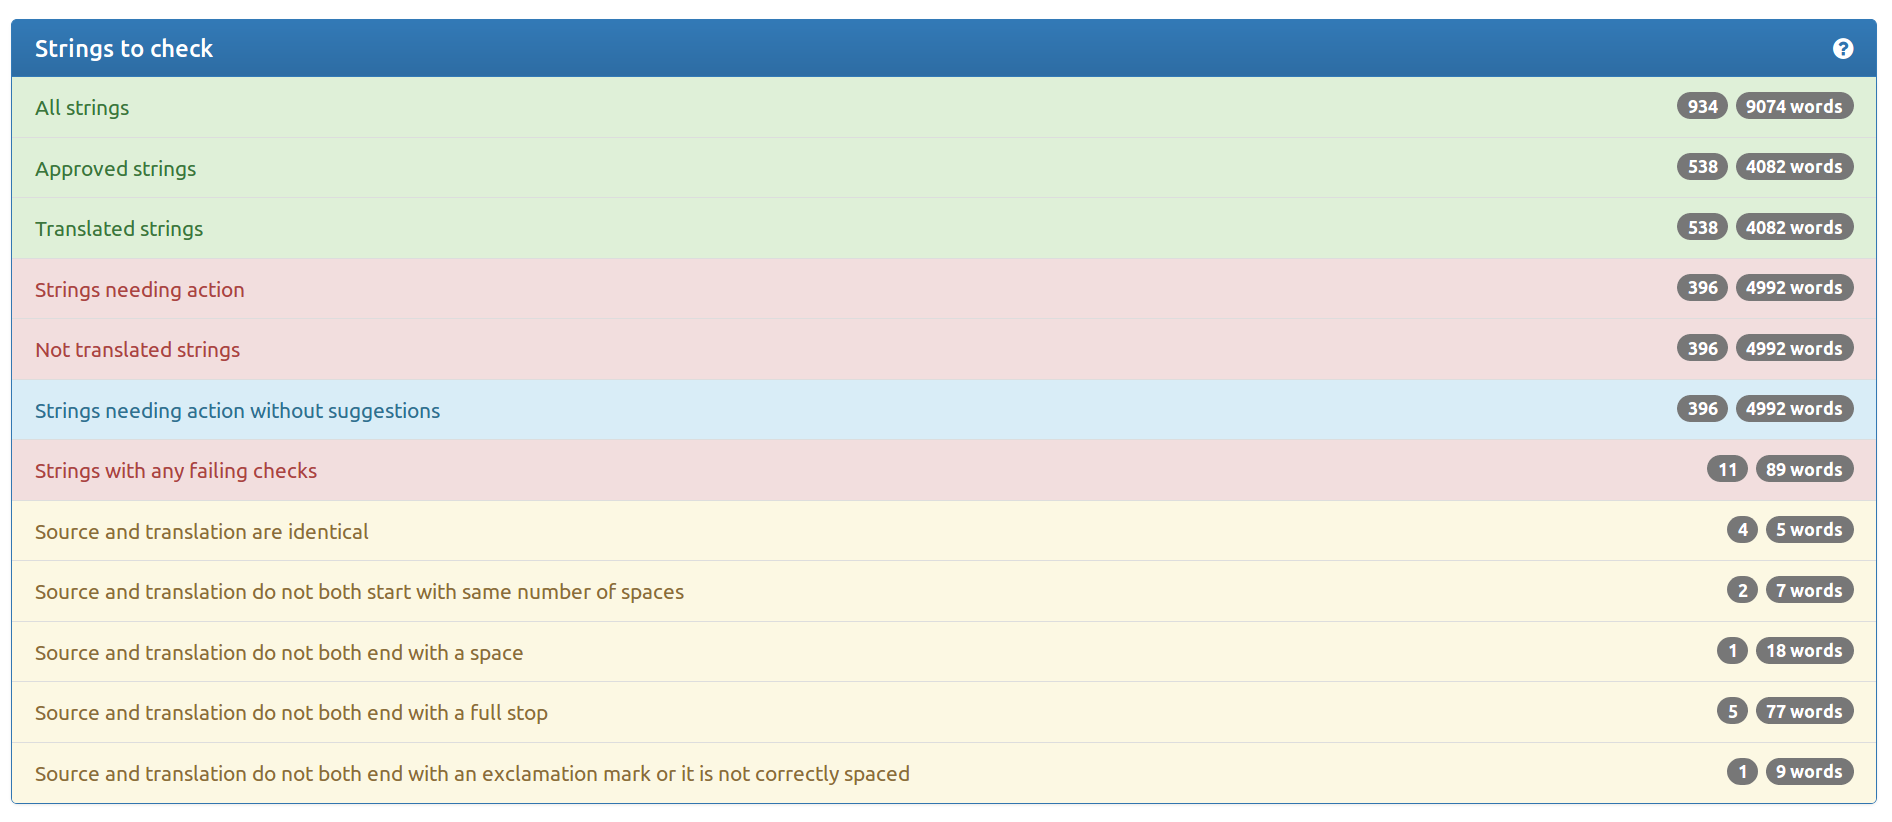 Strings to check
All strings 934 9074 words
Approved strings 538 4082 words
Translated strings 538 4082 words
Strings needing action 396 4992 words
Not translated strings 396 4992 words
Strings needing action without suggestions 396 4992 words
Strings with any failing checks 11 89 words
Source and translation are identical 4 5 words
Source and translation do not both start with same number of spaces 2 7 words
Source and translation do not both end with a space 1 18 words
Source and translation do not both end with a full stop 5 77 words
Source and translation do not both end with an exclamation mark or it is not correctly spaced 1 9 words